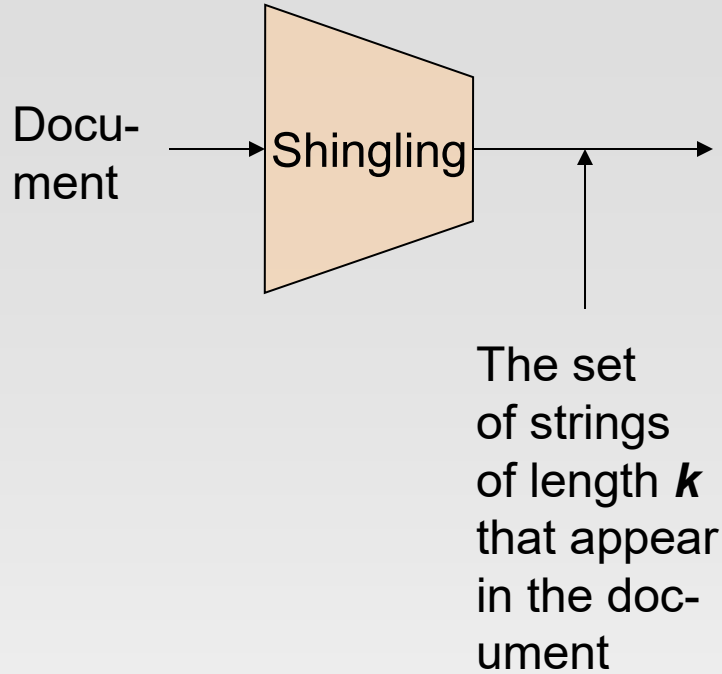 Docu-
ment
Shingling
The set
of strings
of length k
that appear
in the doc-
ument